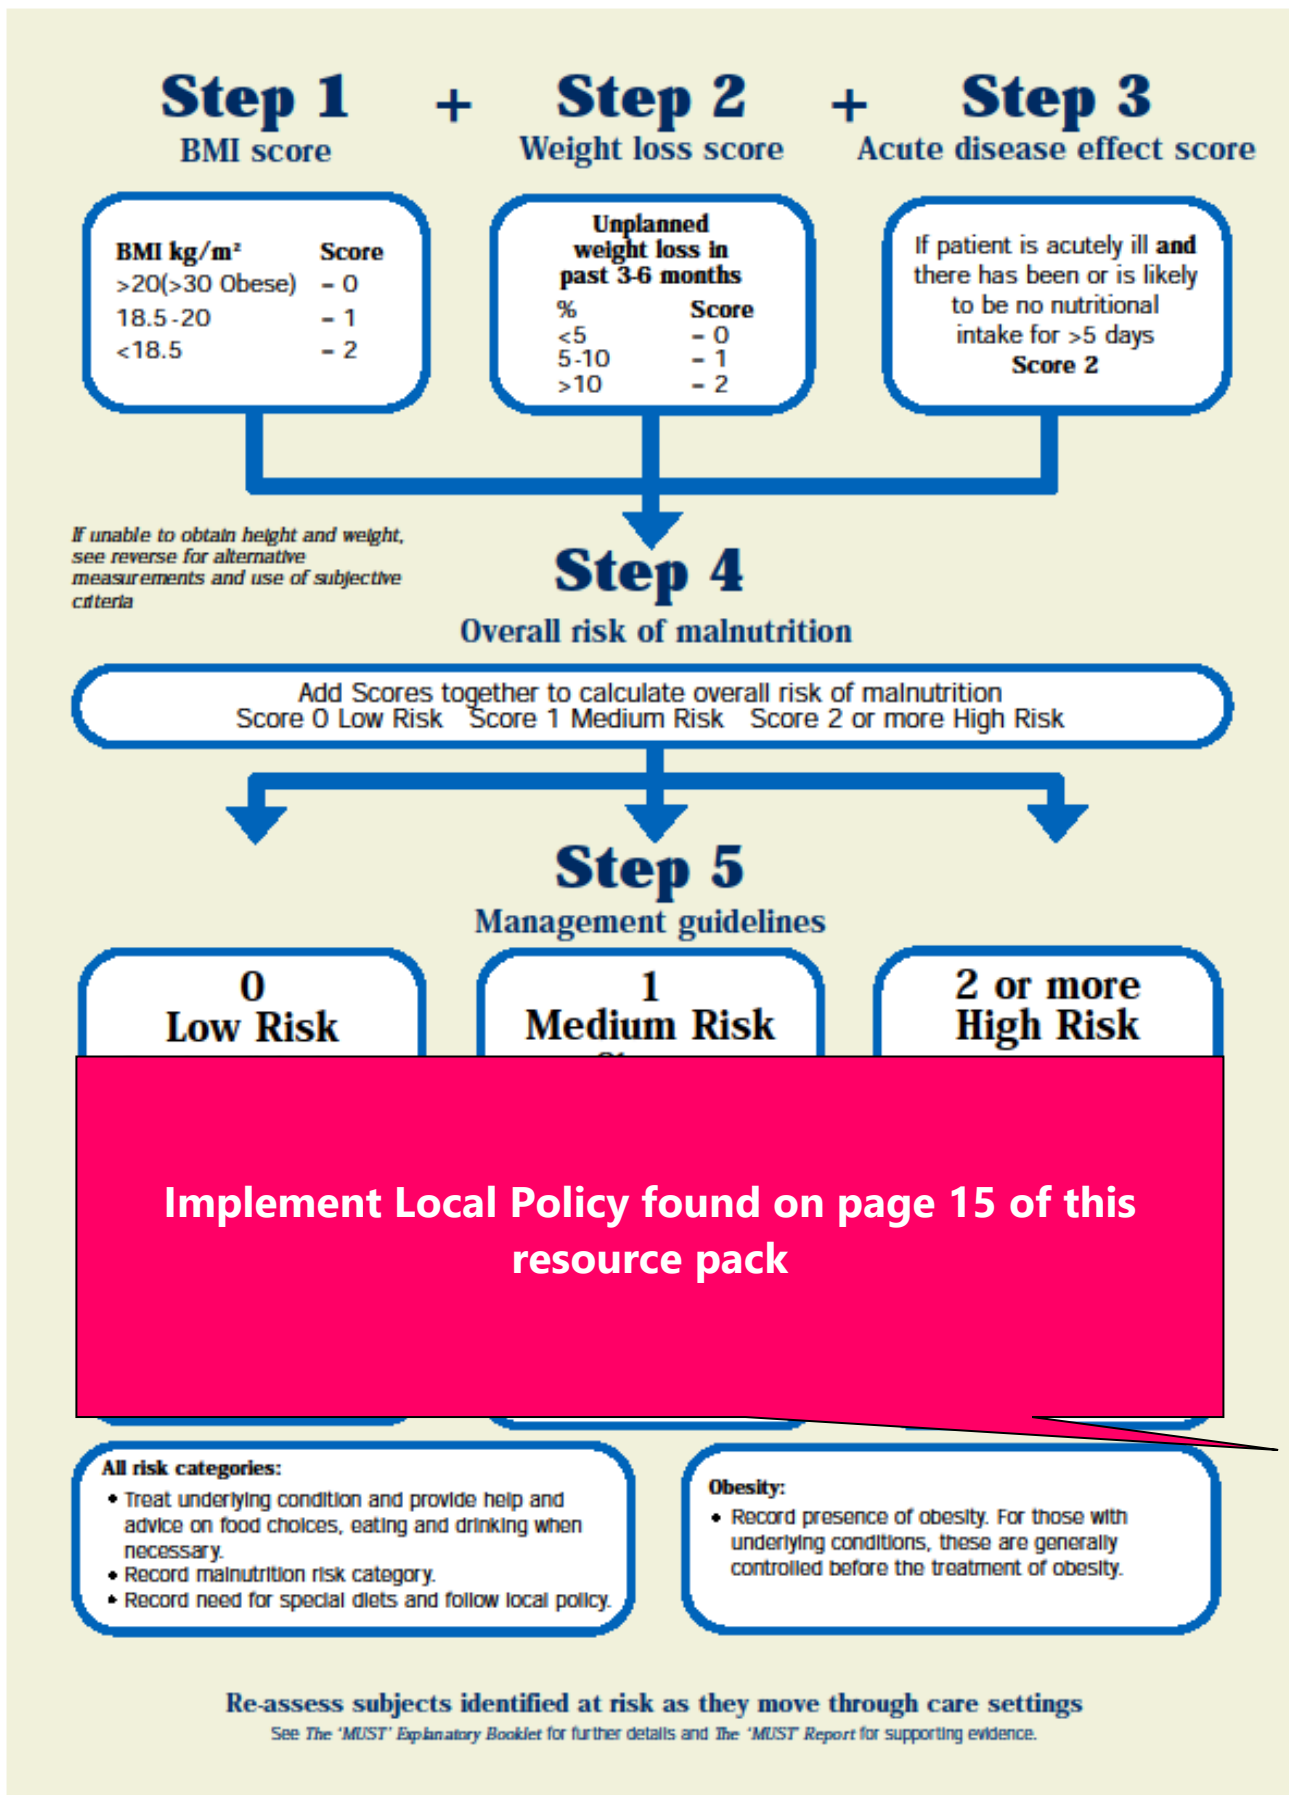 Step 1 + Step 2 + Step 3
BMI score
Weight loss score
Acute disease effect score
BMI kg/m² Score
>20(>30 Obese) - 0
18.5-20 - 1
<18.5 - 2
Unplanned
weight loss in
past 3-6 months
% Score
<5 - 0
5-10 - 1
>10 - 2
If patient is acutely ill and
there has been or is likely
to be no nutritional
intake for >5 days
Score 2
If unable to obtain height and weight,
see reverse for alternative
measurements and use of subjective
criteria
Step 4
Overall risk of malnutrition
Add Scores together to calculate overall risk of malnutrition
Score 0 Low Risk Score 1 Medium Risk Score 2 or more High Risk
Step 5
Management guidelines
0
Low Risk
1
Medium Risk
2 or more
High Risk
Implement Local Policy found on page 15 of this
resource pack
All risk categories:
• Treat underlying condition and provide help and
advice on food choices, eating and drinking when
necessary.
• Record malnutrition risk category.
• Record need for special diets and follow local policy.
Obesity:
• Record presence of obesity. For those with
underlying conditions, these are generally
controlled before the treatment of obesity.
Re-assess subjects identified at risk as they move through care settings
See The 'MUST' Explanatory Booklet for further details and The 'MUST' Report for supporting evidence.